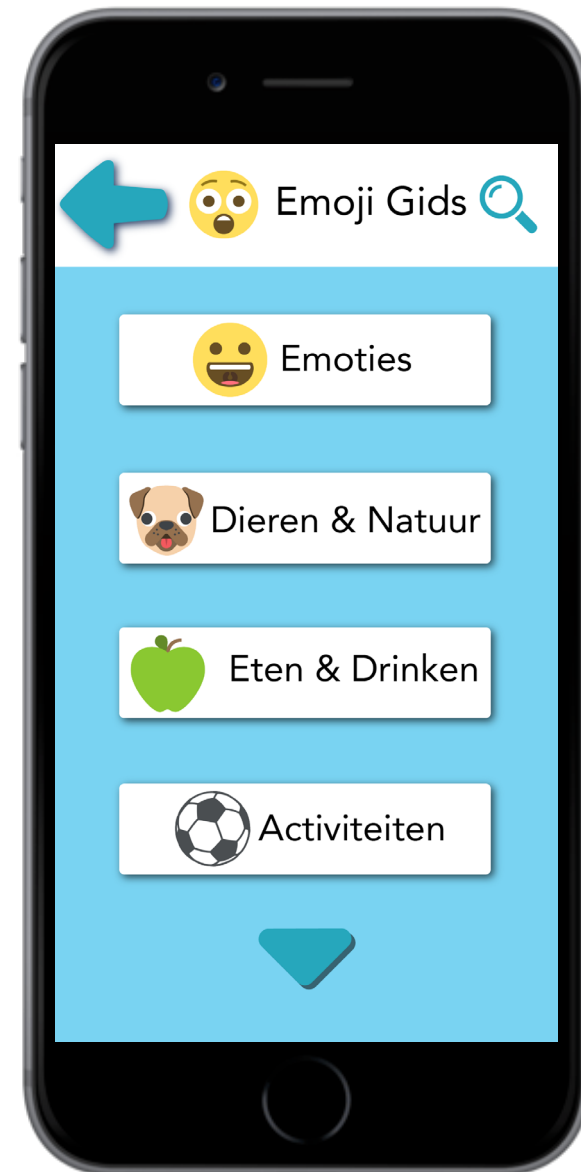 Emoji Gids
Emoties
Dieren & Natuur
Eten & Drinken
Activiteiten